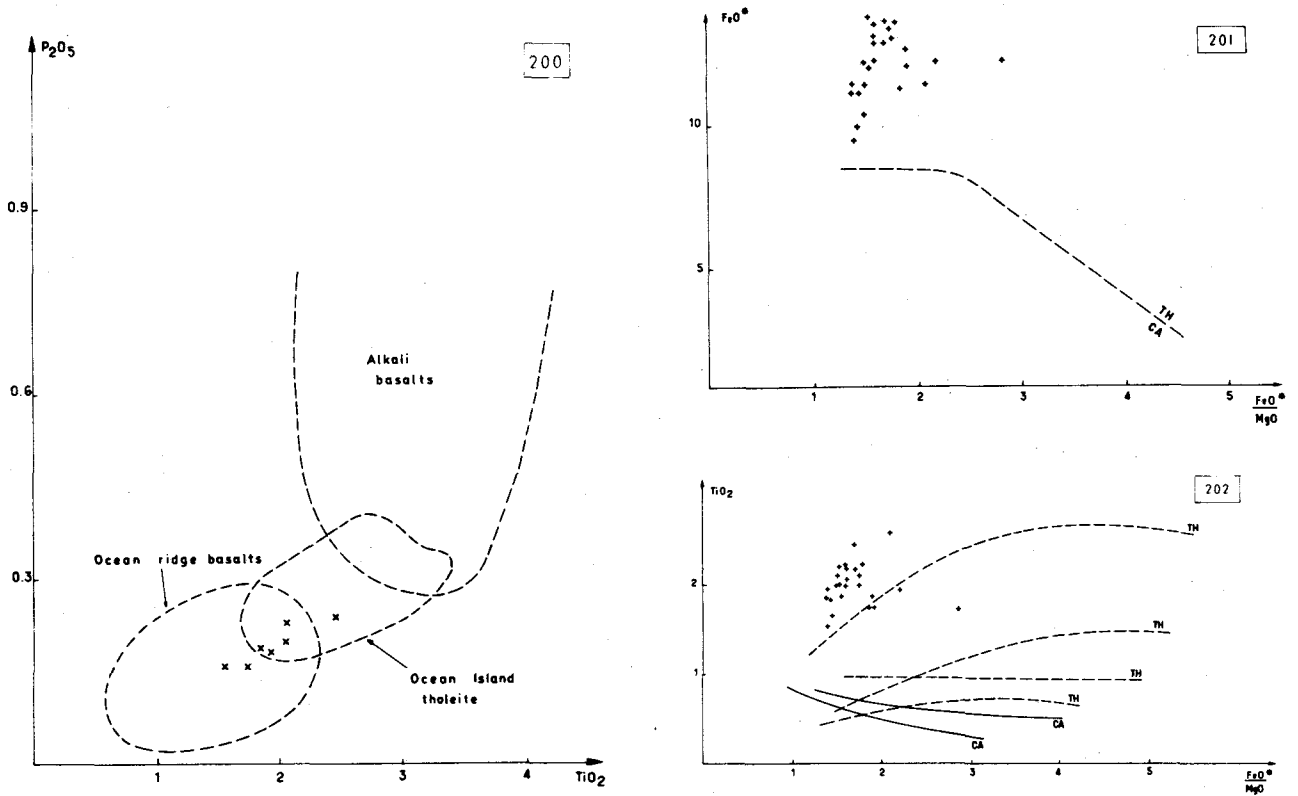 P2O5
200
0.9
0.6
0.3
Alkali
basalts
Ocean ridge basalts
Ocean Island
tholeite
1
2
3
4
TiO2
FeO*
201
10
5
TH
CA
1
2
3
4
5
FeO*
MgO
TiO2
202
2
1
TH
TH
TH
TH
CA
CA
1
2
3
4
5
FeO*
MgO